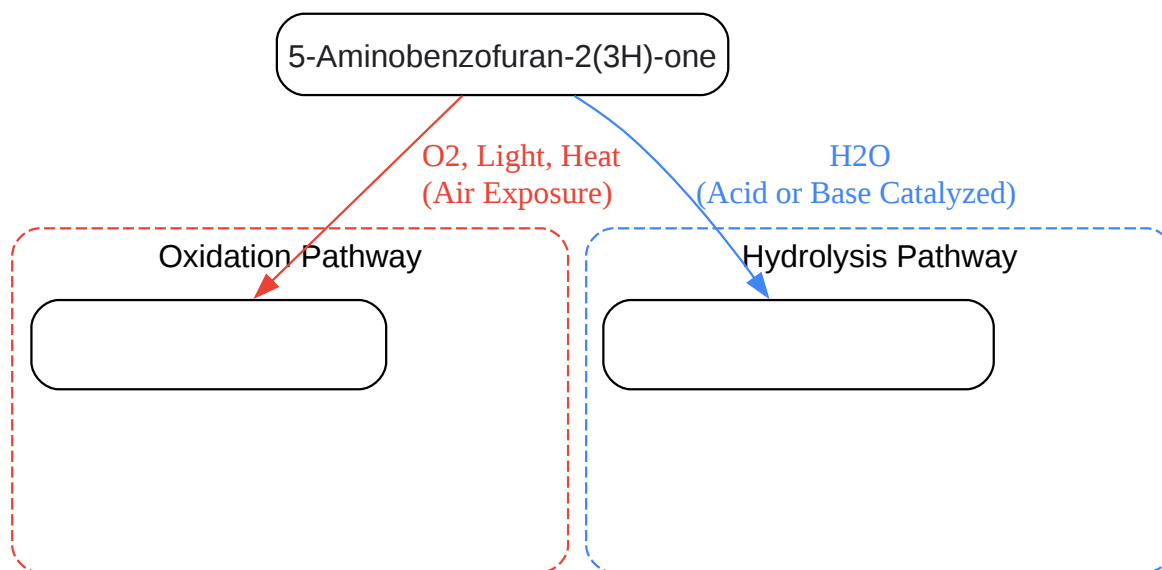 5-Aminobenzofuran-2(3H)-one
O2, Light, Heat
(Air Exposure)
H2O
(Acid or Base Catalyzed)
Oxidation Pathway
Hydrolysis Pathway